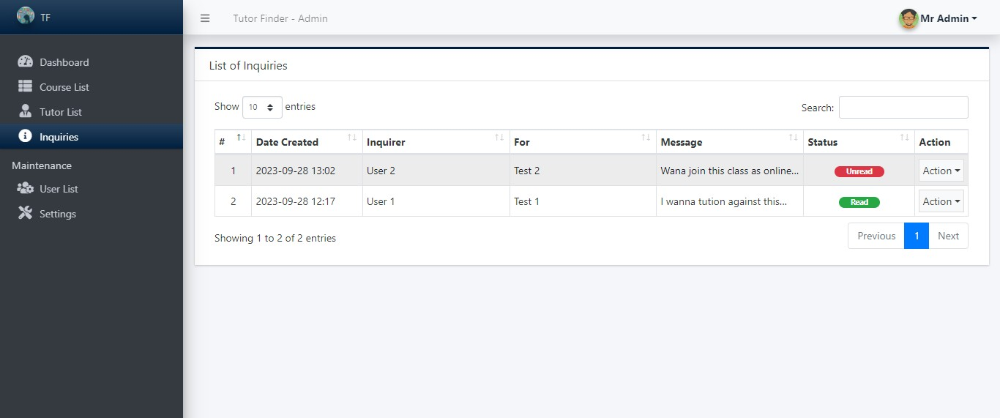 TF
Tutor Finder - Admin
Mr Admin
Dashboard
Course List
Tutor List
Inquiries
Maintenance
User List
Settings
List of Inquiries
Show 10 entries
Search:
# Date Created Inquirer For Message Status Action
1 2023-09-28 13:02 User 2 Test 2 Wana join this class as online... Unread Action
2 2023-09-28 12:17 User 1 Test 1 I wanna tution against this... Read Action
Showing 1 to 2 of 2 entries
Previous 1 Next